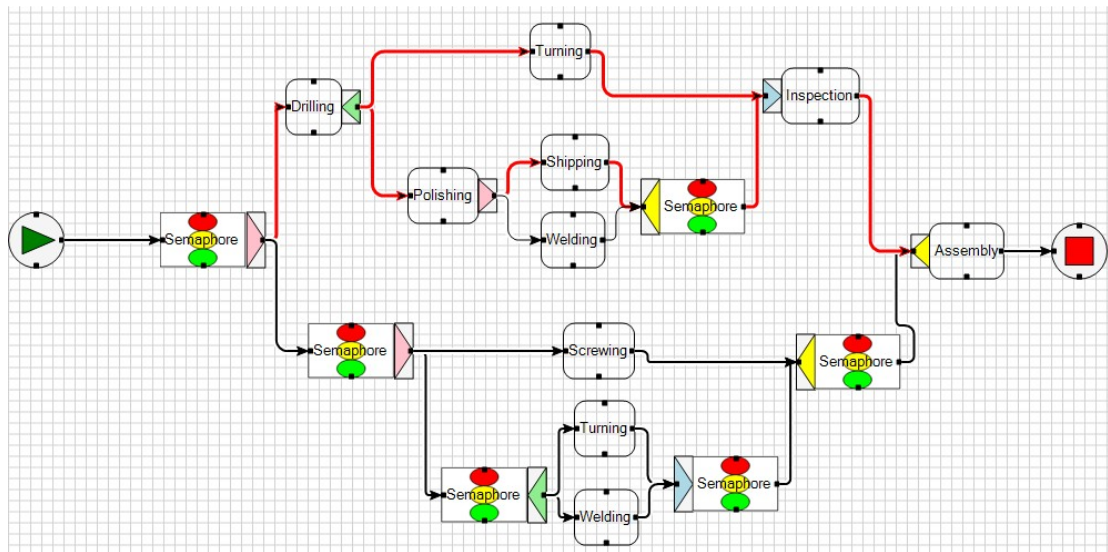 Turning
Drilling
Inspection
Shipping
Polishing
Semaphore
Semaphore
Welding
Assembly
Semaphore
Screwing
Semaphore
Turning
Semaphore
Semaphore
Welding